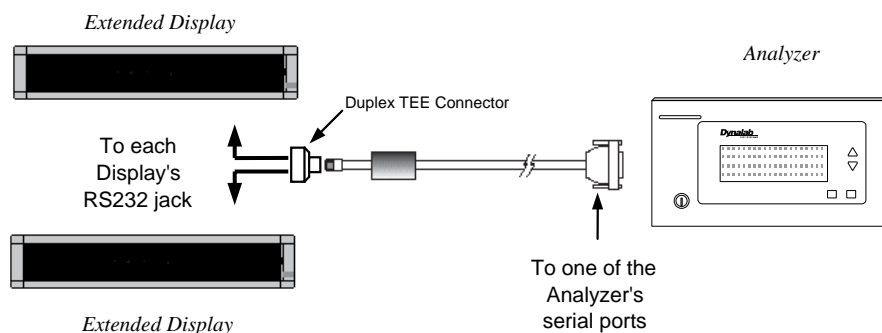 Extended Display
Analyzer
Duplex TEE Connector
Dynalab
To each
Display's
RS232 jack
To one of the
Analyzer's
serial ports
Extended Display